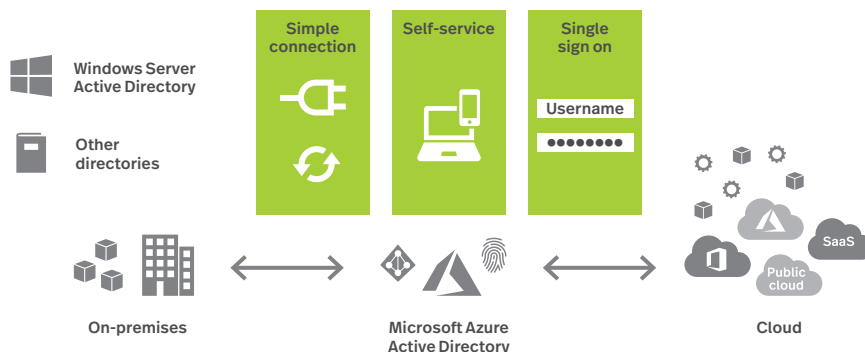 Simple
connection
Self-service
Single
sign on
Windows Server
Active Directory
Username
Other
directories
SaaS
Public
cloud
On-premises
Microsoft Azure
Active Directory
Cloud